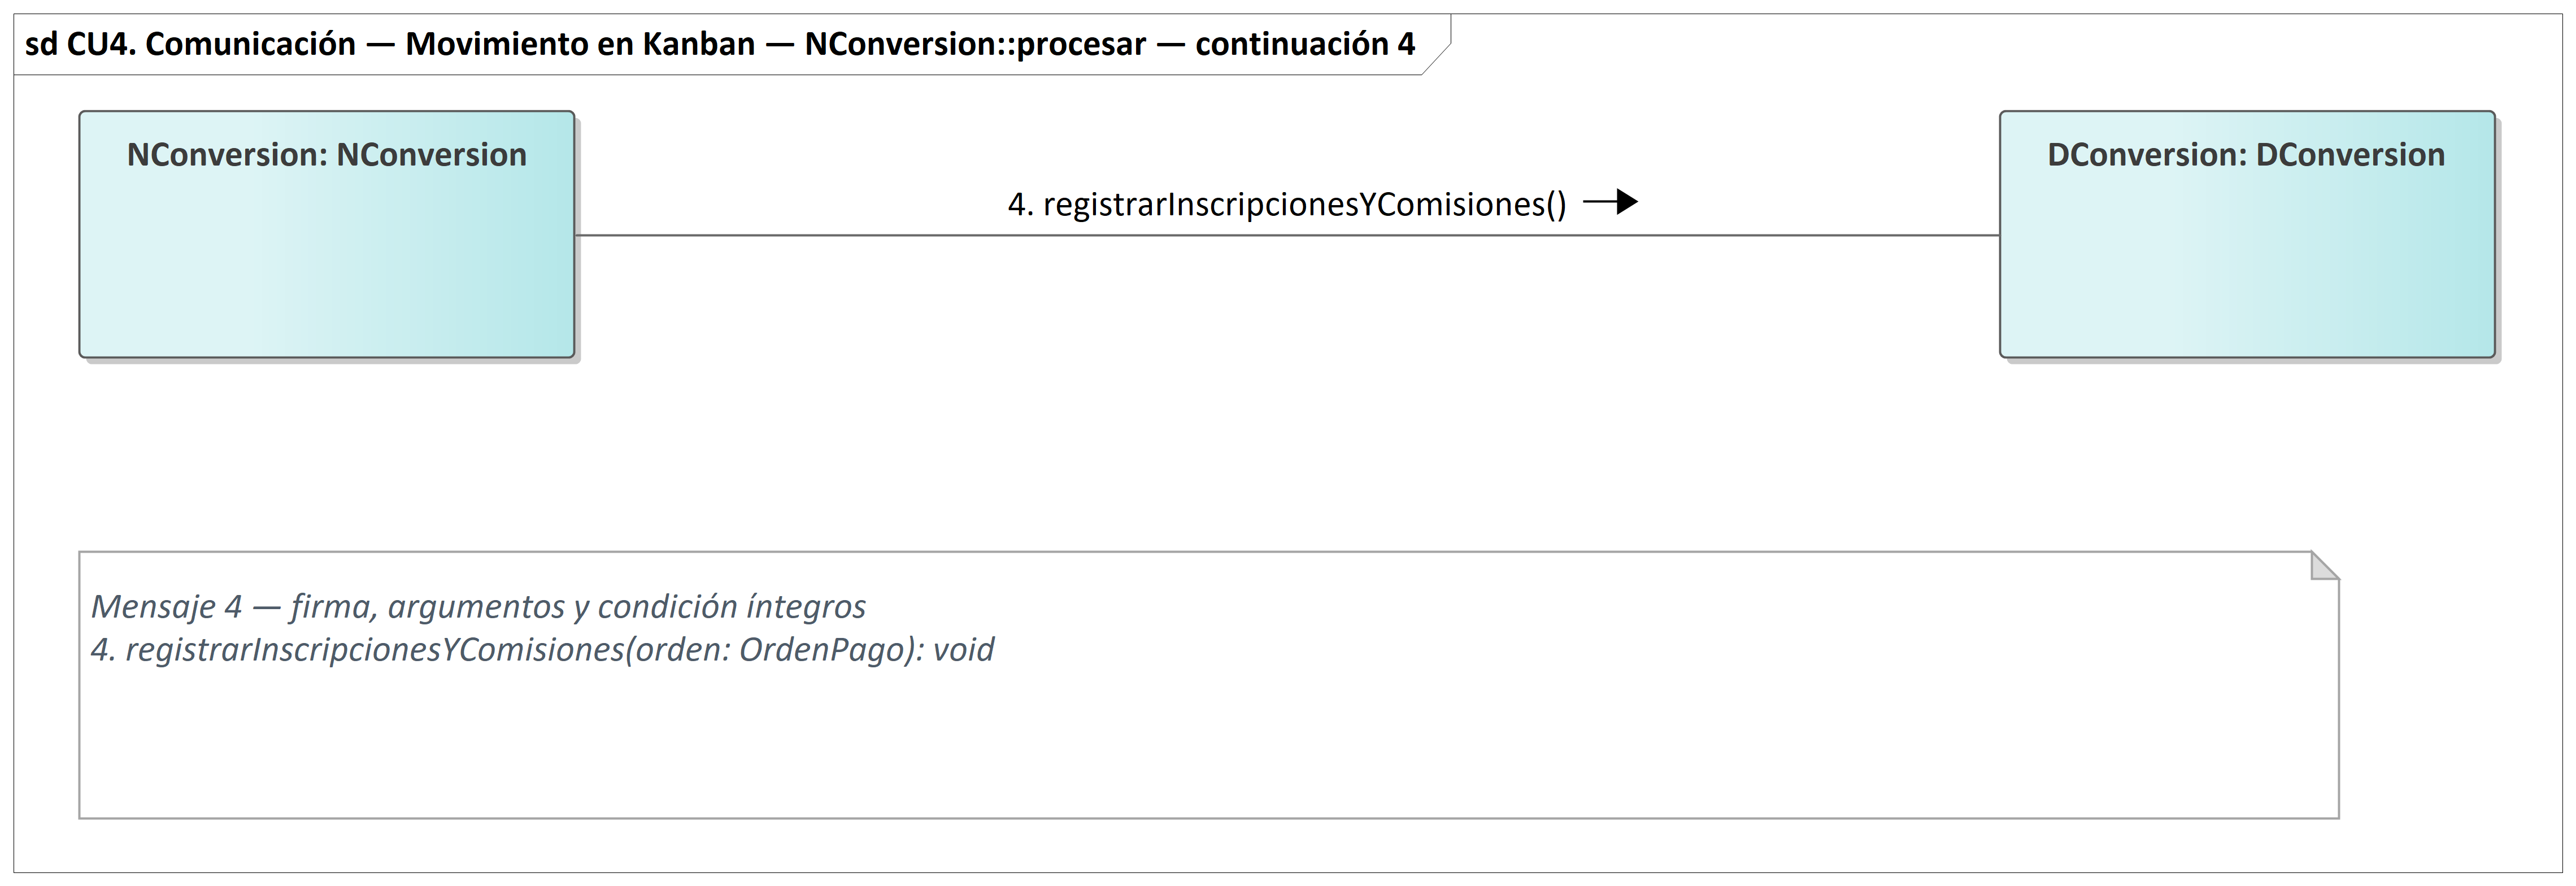 sd CU4. Comunicación — Movimiento en Kanban — NConversion::procesar — continuación 4
NConversion: NConversion
DConversion: DConversion
4. registrarInscripcionesYComisiones()
Mensaje 4 — firma, argumentos y condición íntegros
4. registrarInscripcionesYComisiones(orden: OrdenPago): void